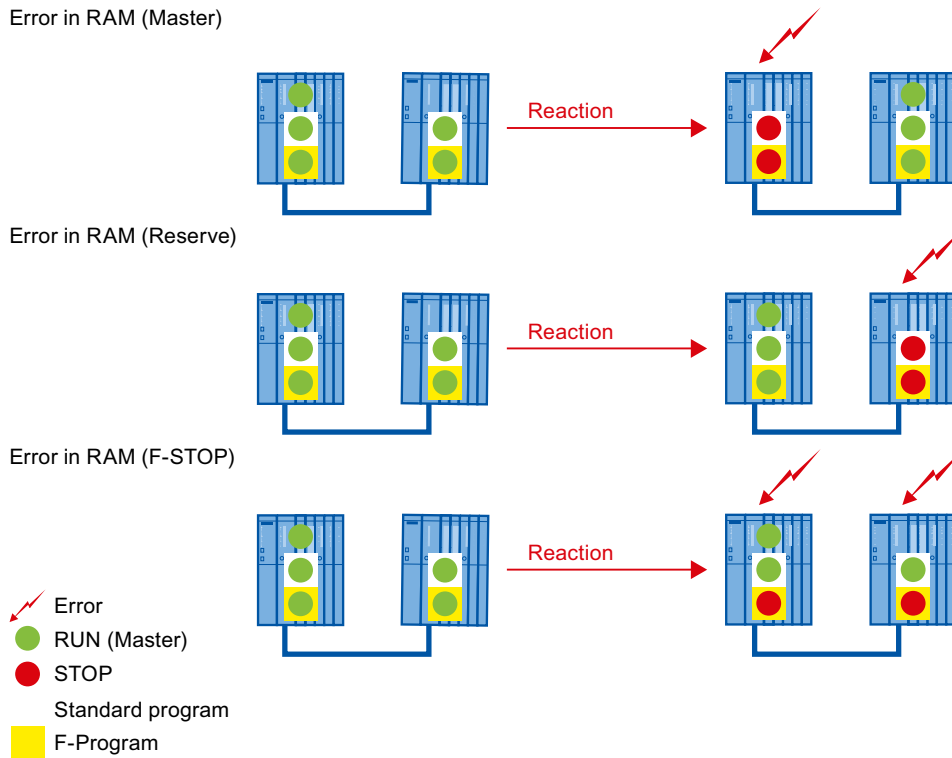 Error in RAM (Master)
Reaction
Error in RAM (Reserve)
Reaction
Error in RAM (F-STOP)
Reaction
Error
RUN (Master)
STOP
Standard program
F-Program